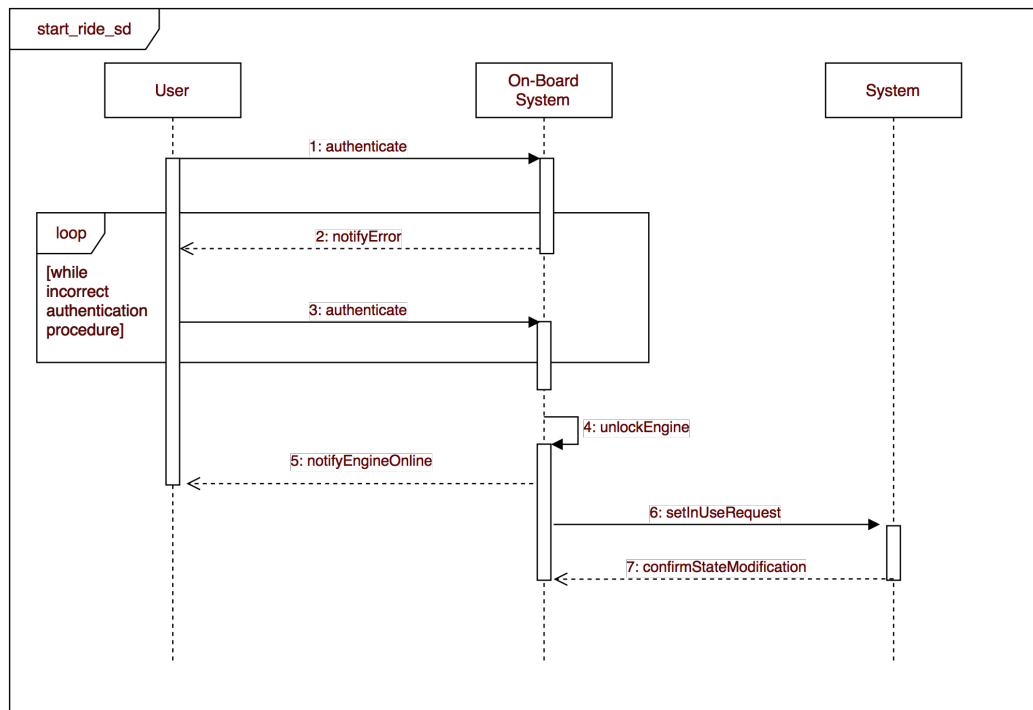 start_ride_sd
User
On-Board
System
System
1: authenticate
loop
2: notifyError
[while
incorrect
authentication
procedure]
3: authenticate
4: unlockEngine
5: notifyEngineOnline
6: setInUseRequest
7: confirmStateModification